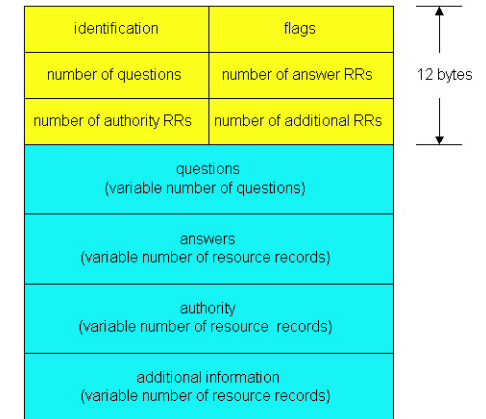 identification
flags
number of questions
number of answer RRs
12 bytes
number of authority RRs
number of additional RRs
questions
(variable number of questions)
answers
(variable number of resource records)
authority
(variable number of resource records)
additional information
(variable number of resource records)